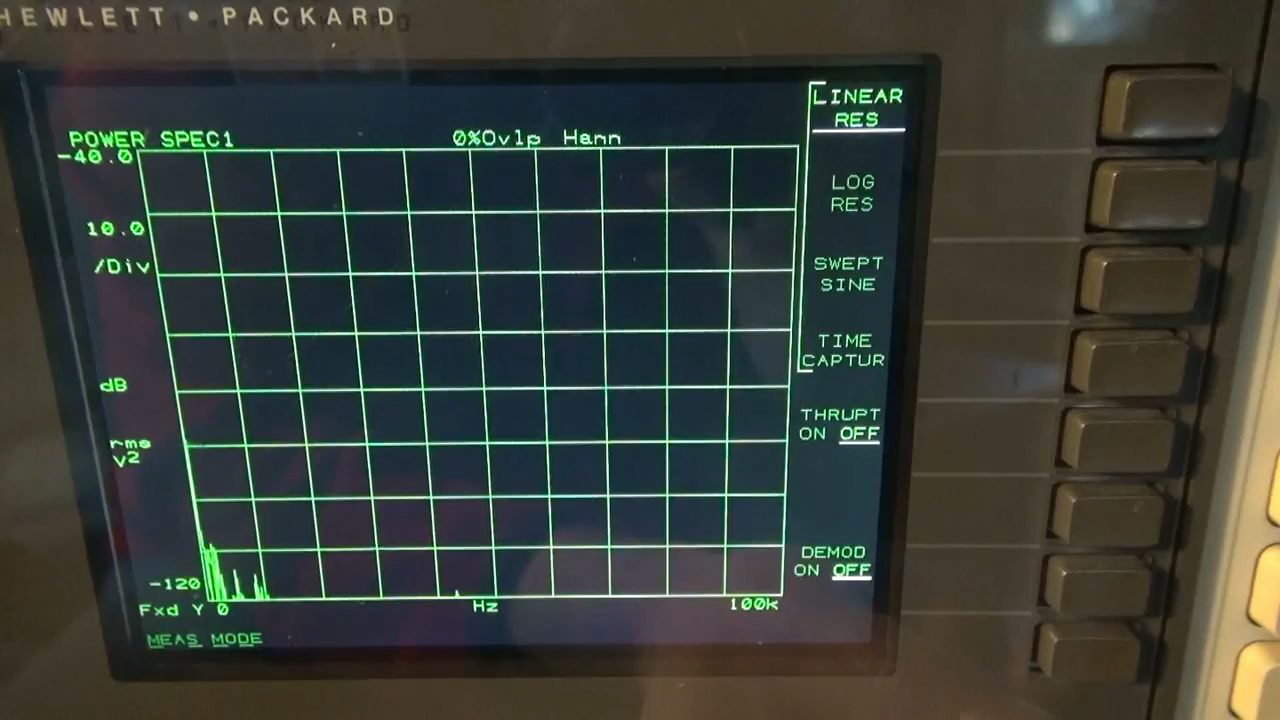 HEWLETT • PACKARD
POWER SPEC1 0%Ovlp Hann
-40.0
10.0
/Div
dB
rms
V2
-120
Fxd Y 0 Hz 100k
MEAS MODE
LINEAR
RES
LOG
RES
SWEPT
SINE
TIME
CAPTUR
THRUPT
ON OFF
DEMOD
ON OFF